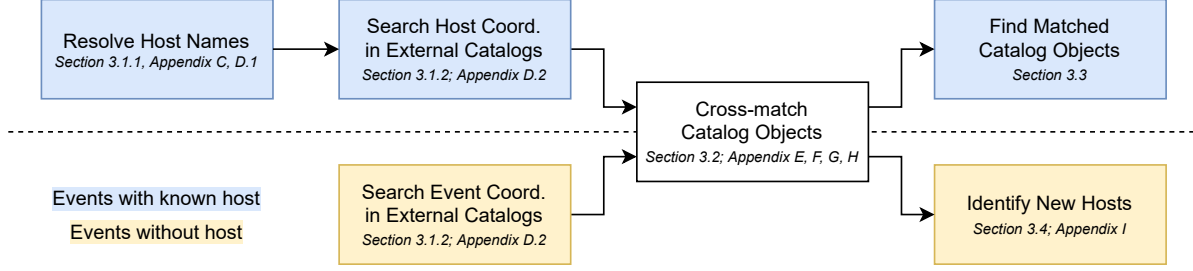 Resolve Host Names
Section 3.1.1, Appendix C, D.1
Search Host Coord.
in External Catalogs
Section 3.1.2; Appendix D.2
Find Matched
Catalog Objects
Section 3.3
Cross-match
Catalog Objects
Section 3.2; Appendix E, F, G, H
Events with known host
Events without host
Search Event Coord.
in External Catalogs
Section 3.1.2; Appendix D.2
Identify New Hosts
Section 3.4; Appendix I